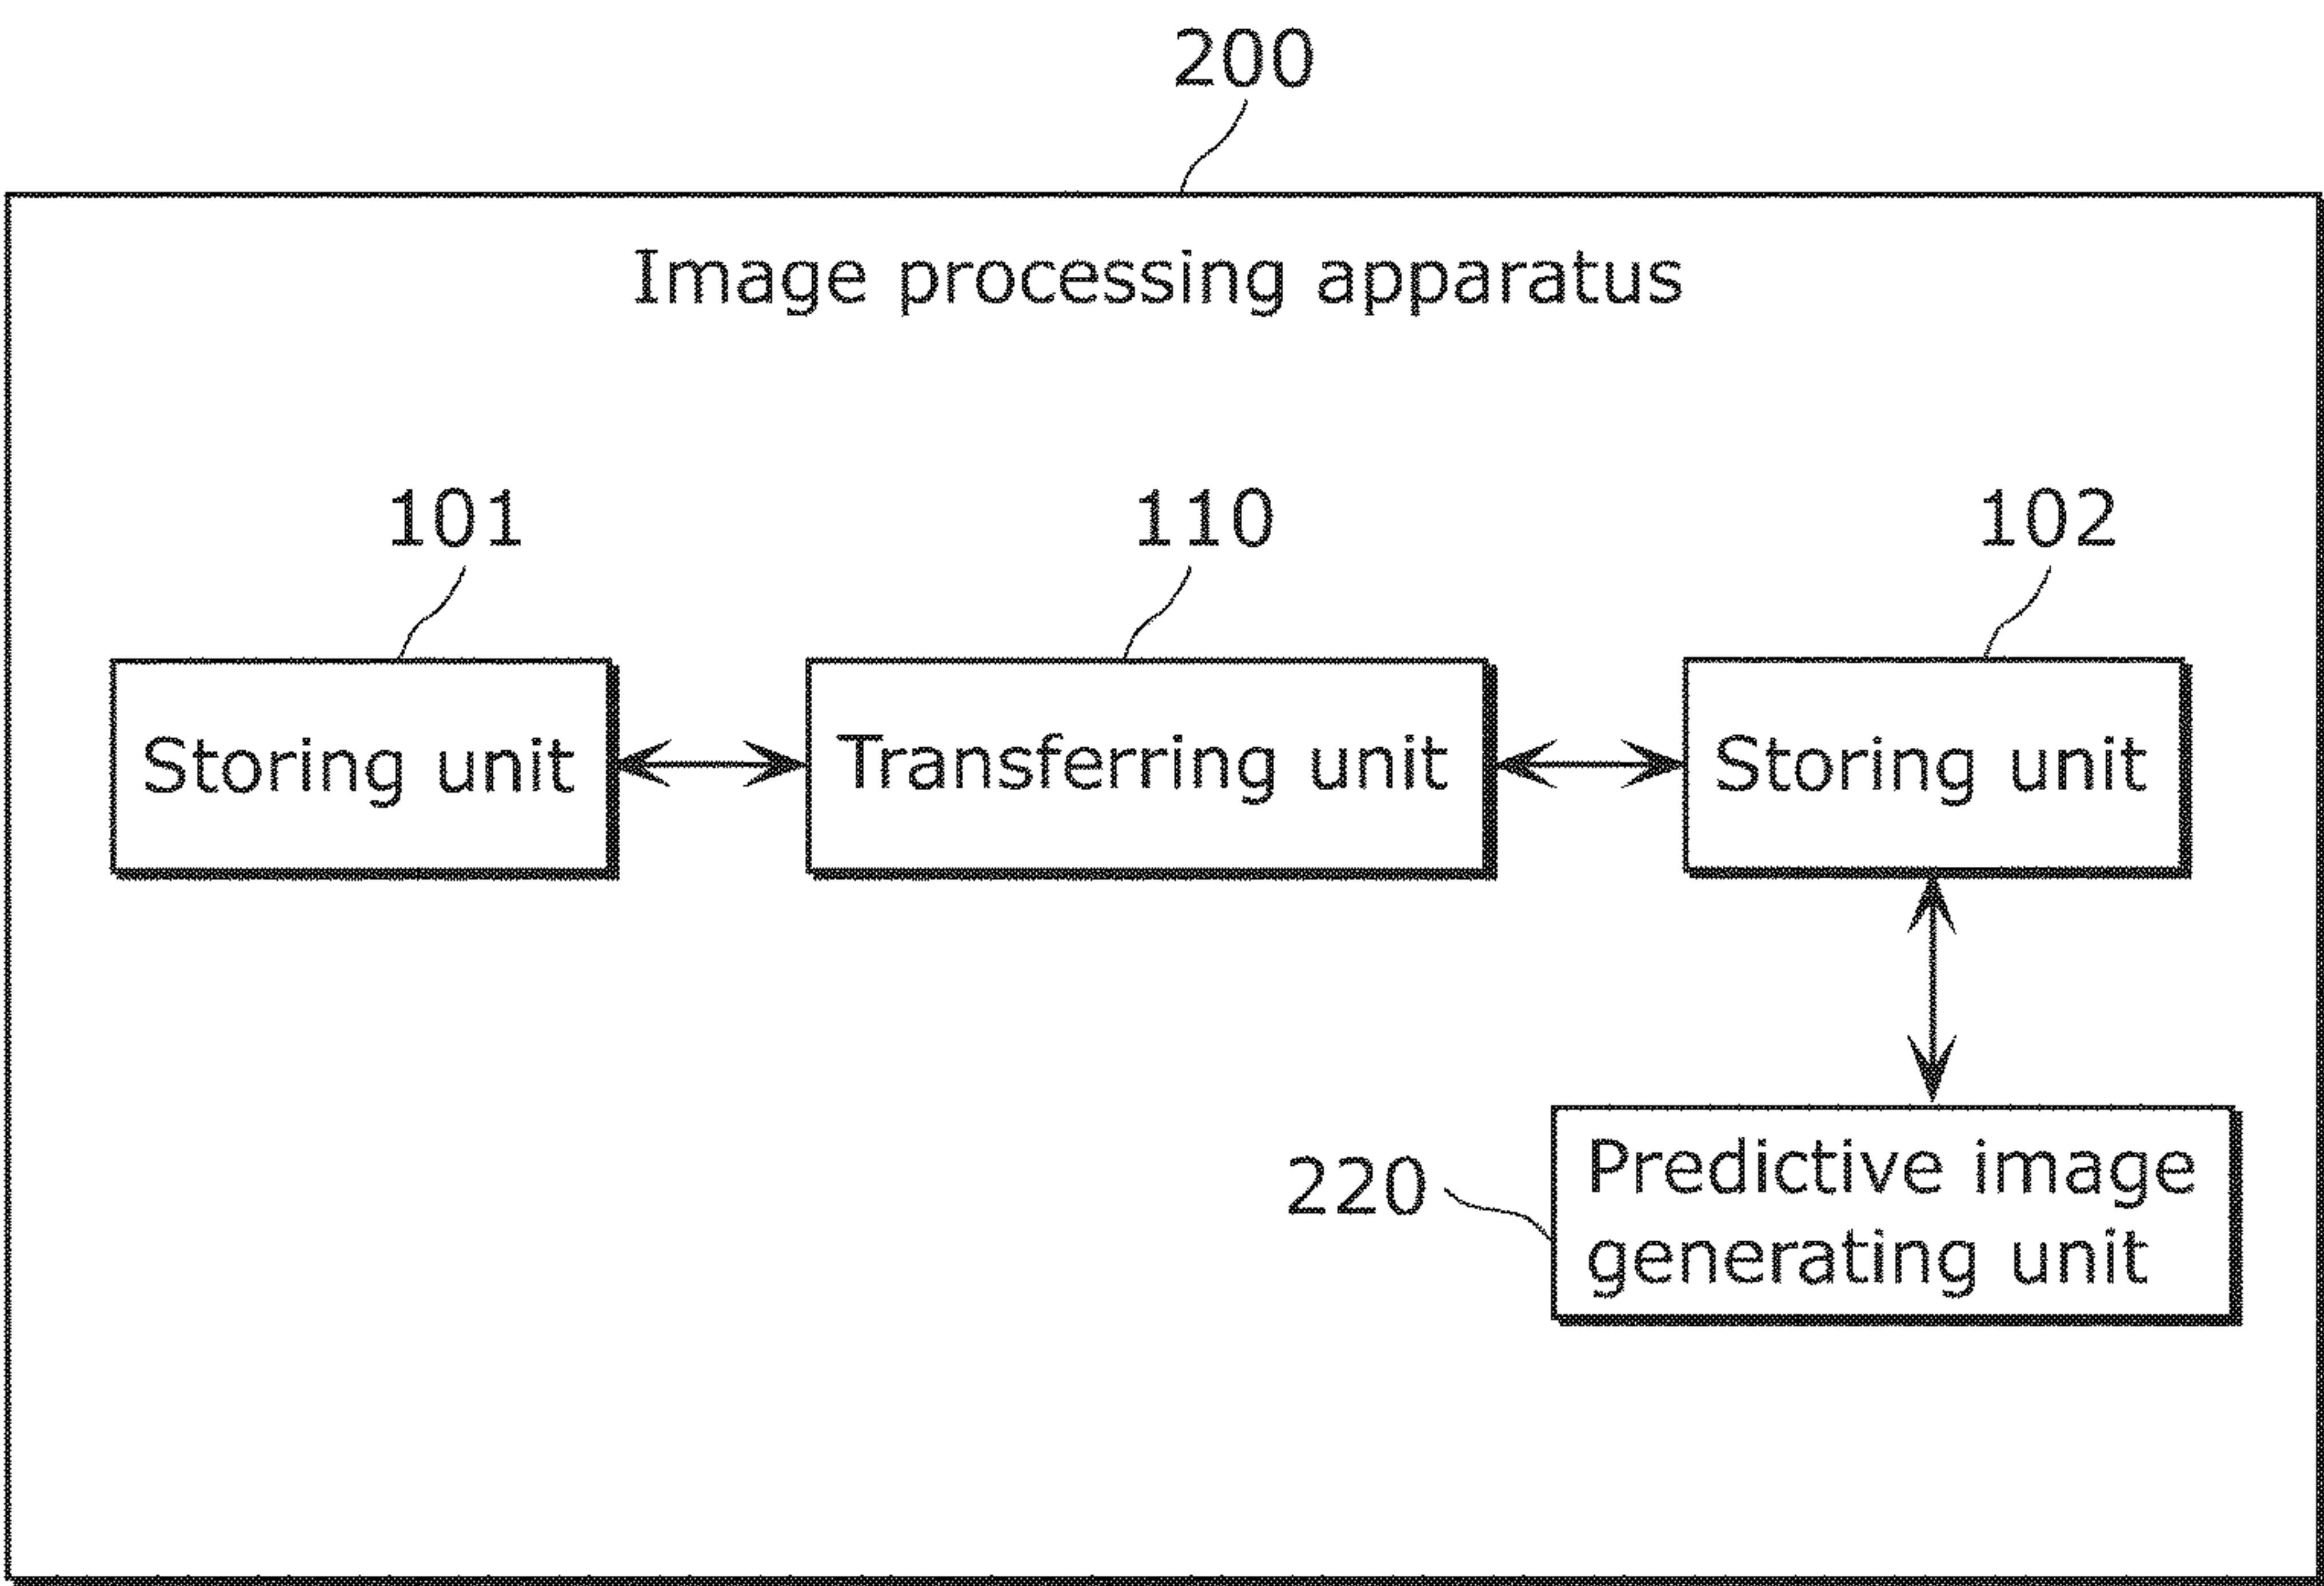 200
Image processing apparatus
101
110
102
Storing unit
Transferring unit
Storing unit
220
Predictive image
generating unit